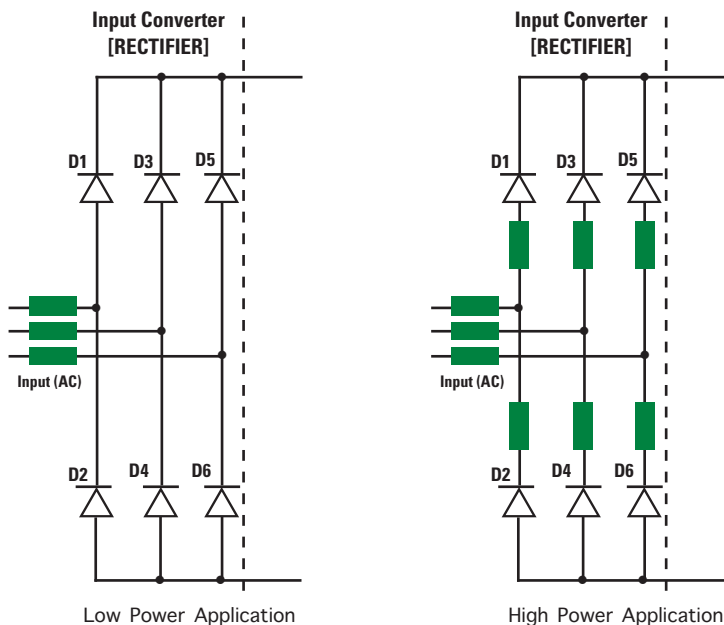 Input Converter
[RECTIFIER]
D1
D3
D5
Input (AC)
D2
D4
D6
Low Power Application
Input Converter
[RECTIFIER]
D1
D3
D5
Input (AC)
D2
D4
D6
High Power Application